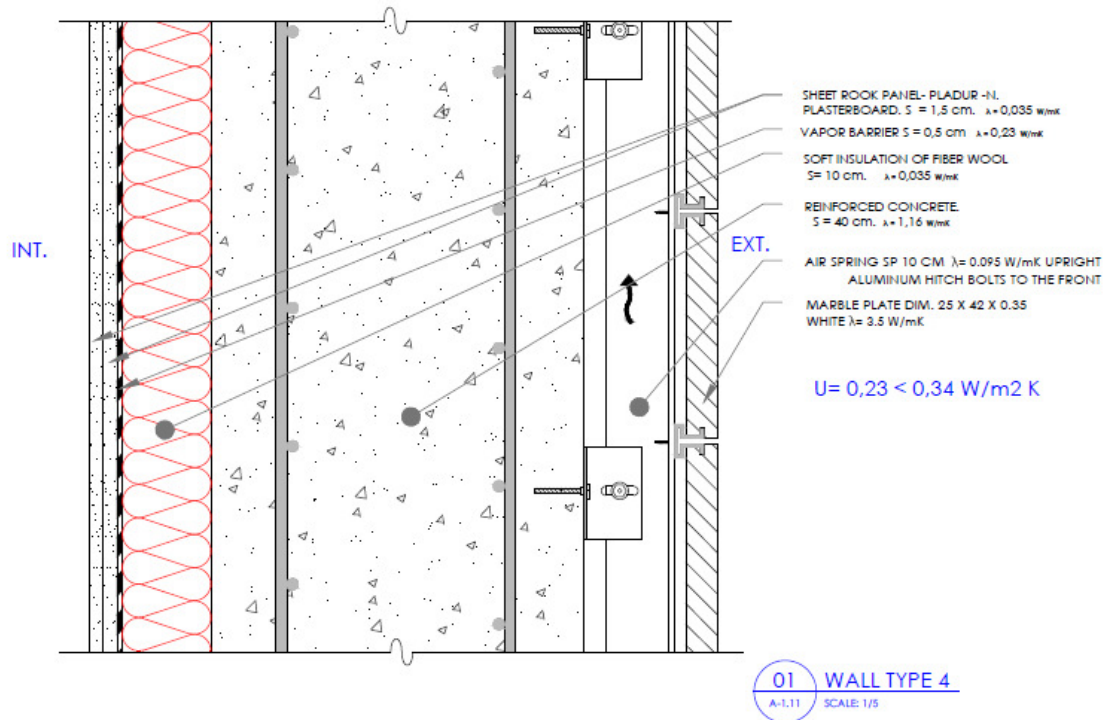 SHEET ROOK PANEL- PLADUR -N.
PLASTERBOARD. S = 1,5 cm. λ= 0,035 W/mK
VAPOR BARRIER S = 0,5 cm λ=0,23 W/mK
SOFT INSULATION OF FIBER WOOL
S= 10 cm. λ=0,035 W/mK
REINFORCED CONCRETE.
S = 40 cm. λ= 1,16 W/mK
INT.
EXT.
AIR SPRING SP 10 CM λ= 0.095 W/mK UPRIGHT
ALUMINUM HITCH BOLTS TO THE FRONT
MARBLE PLATE DIM. 25 X 42 X 0.35
WHITE λ= 3.5 W/mK
U= 0,23 < 0,34 W/m2 K
01 WALL TYPE 4
A-1.11 SCALE: 1/5